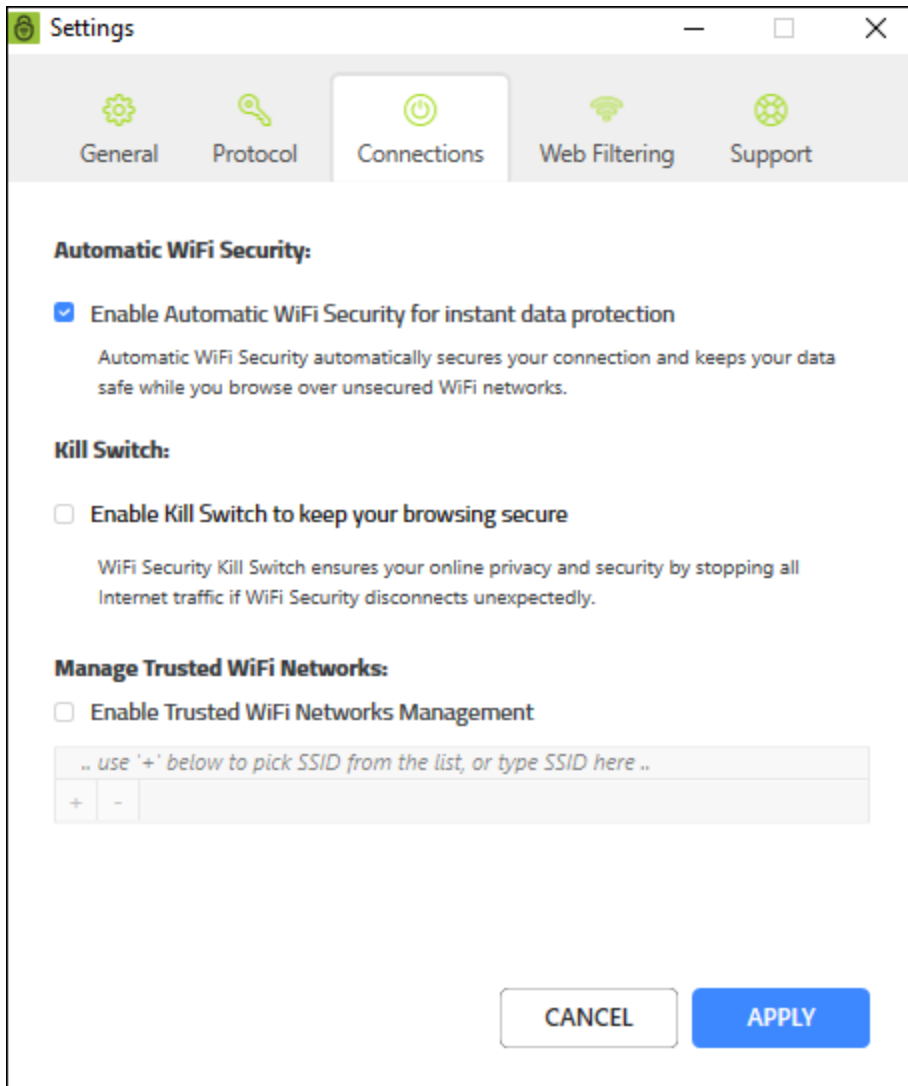 Settings
General
Protocol
Connections
Web Filtering
Support
Automatic WiFi Security:
Enable Automatic WiFi Security for instant data protection
Automatic WiFi Security automatically secures your connection and keeps your data
safe while you browse over unsecured WiFi networks.
Kill Switch:
Enable Kill Switch to keep your browsing secure
WiFi Security Kill Switch ensures your online privacy and security by stopping all
Internet traffic if WiFi Security disconnects unexpectedly.
Manage Trusted WiFi Networks:
Enable Trusted WiFi Networks Management
.. use '+' below to pick SSID from the list, or type SSID here ..
+ -
CANCEL
APPLY